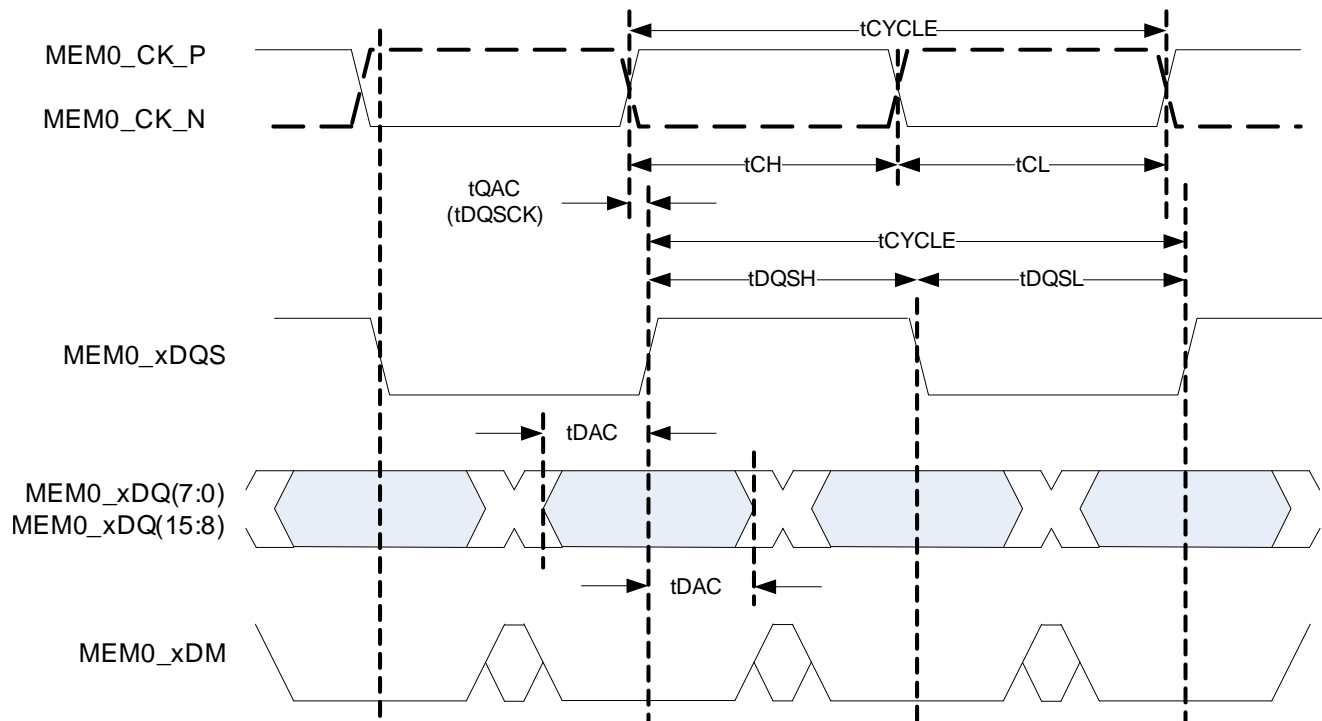 tCYCLE
MEM0_CK_P
MEM0_CK_N
tCH
tCL
tQAC
(tDQSCK)
tCYCLE
tDQSH
tDQSL
MEM0_xDQS
tDAC
MEM0_xDQ(7:0)
MEM0_xDQ(15:8)
tDAC
MEM0_xDM